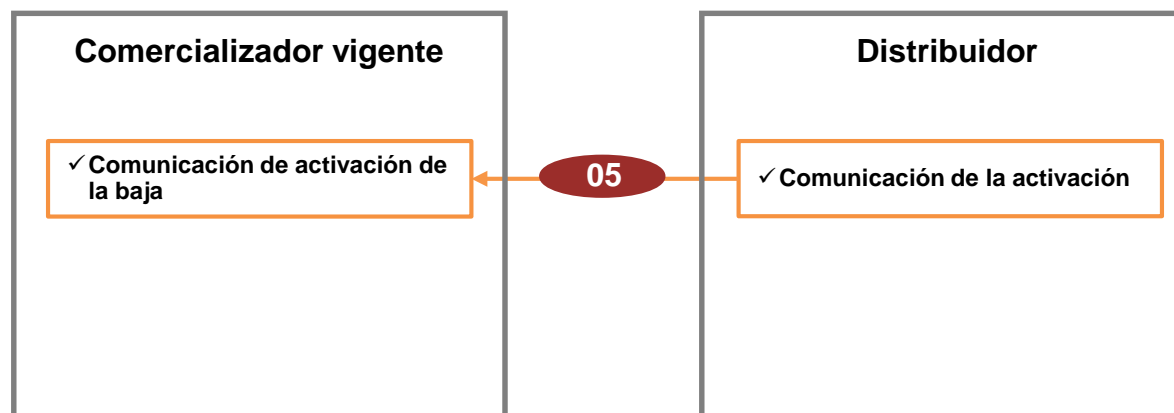 Comercializador vigente
Distribuidor
✓ Comunicación de activación de
la baja
05
✓ Comunicación de la activación